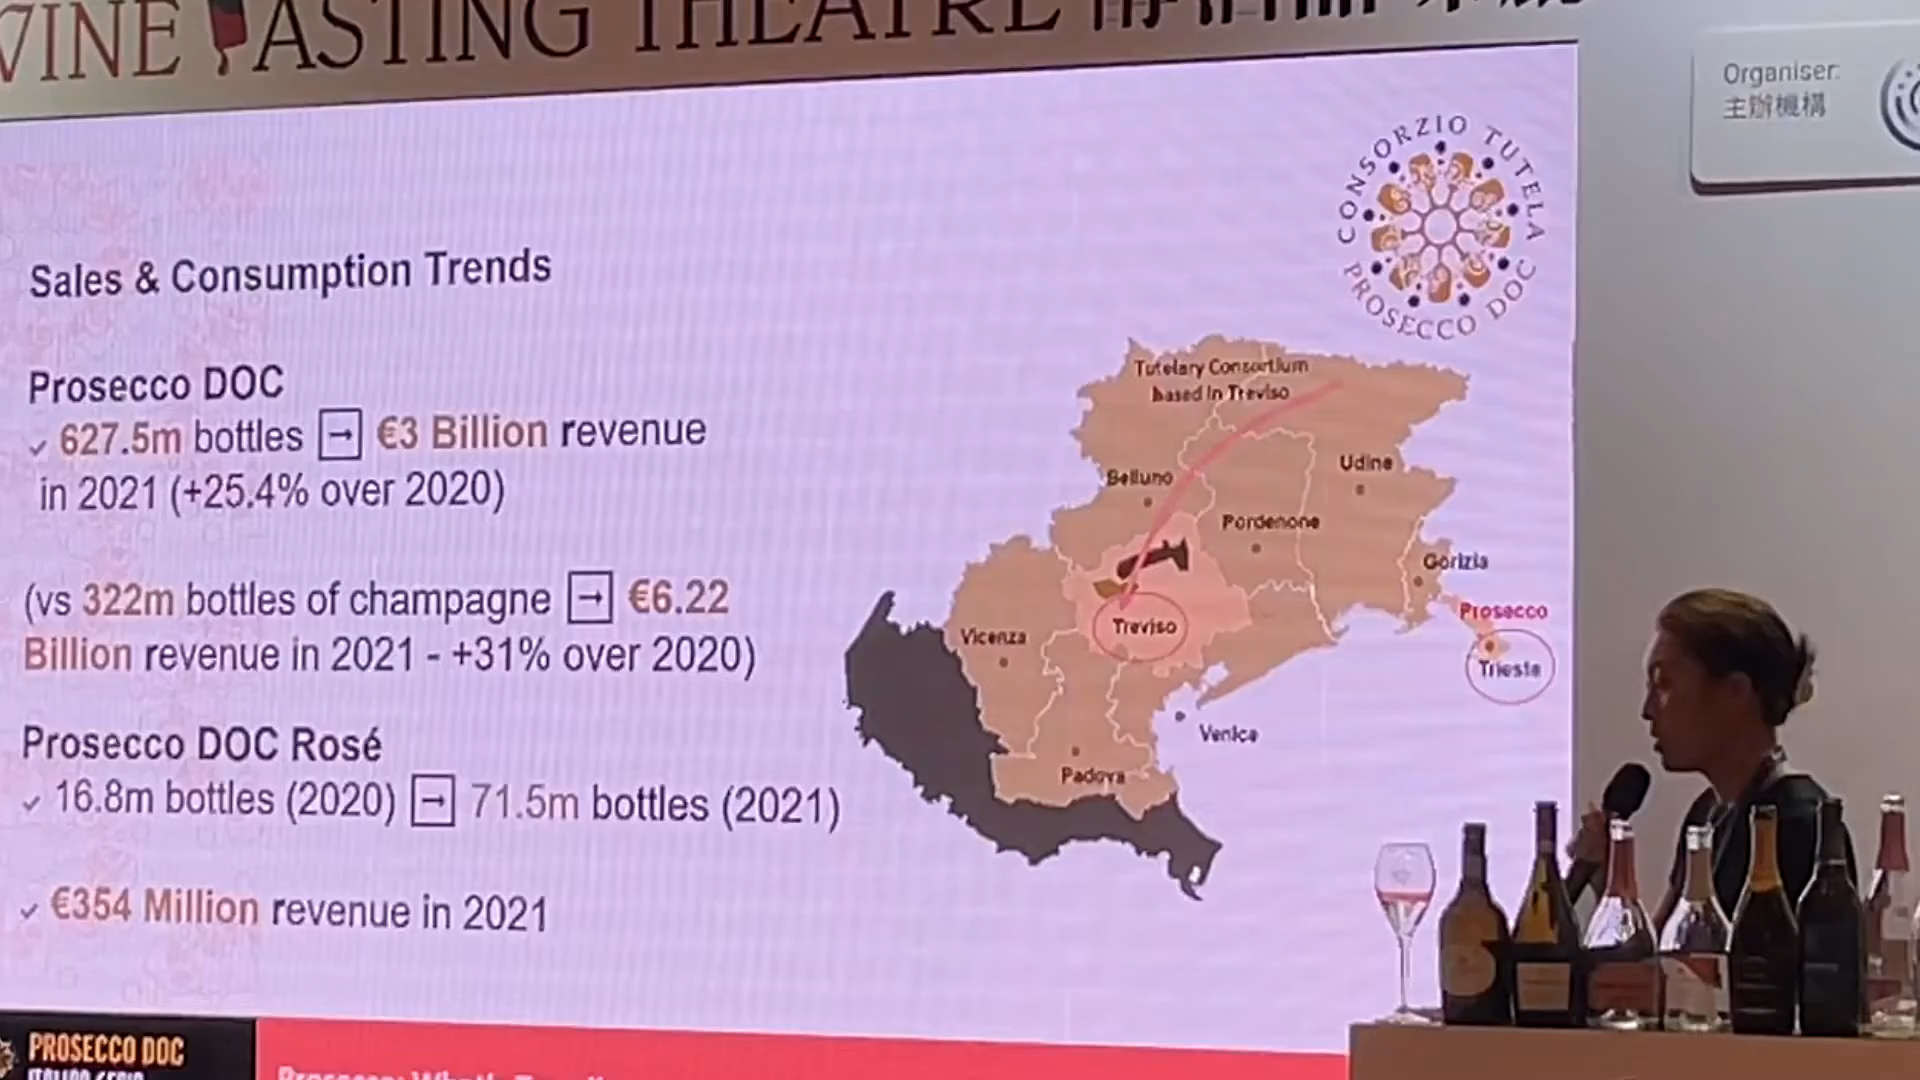 TASTING THEATRE
Organiser:
主辦機構
CONSORZIO TUTELA
PROSECCO DOC
Sales & Consumption Trends
Prosecco DOC
✓ 627.5m bottles → €3 Billion revenue
in 2021 (+25.4% over 2020)
(vs 322m bottles of champagne → €6.22
Billion revenue in 2021 - +31% over 2020)
Prosecco DOC Rosé
✓ 16.8m bottles (2020) → 71.5m bottles (2021)
✓ €354 Million revenue in 2021
Tutelary Consortium
based in Treviso
Belluno
Udine
Pordenone
Gorizia
Prosecco
Trieste
Treviso
Vicenza
Venice
Padova
PROSECCO DOC